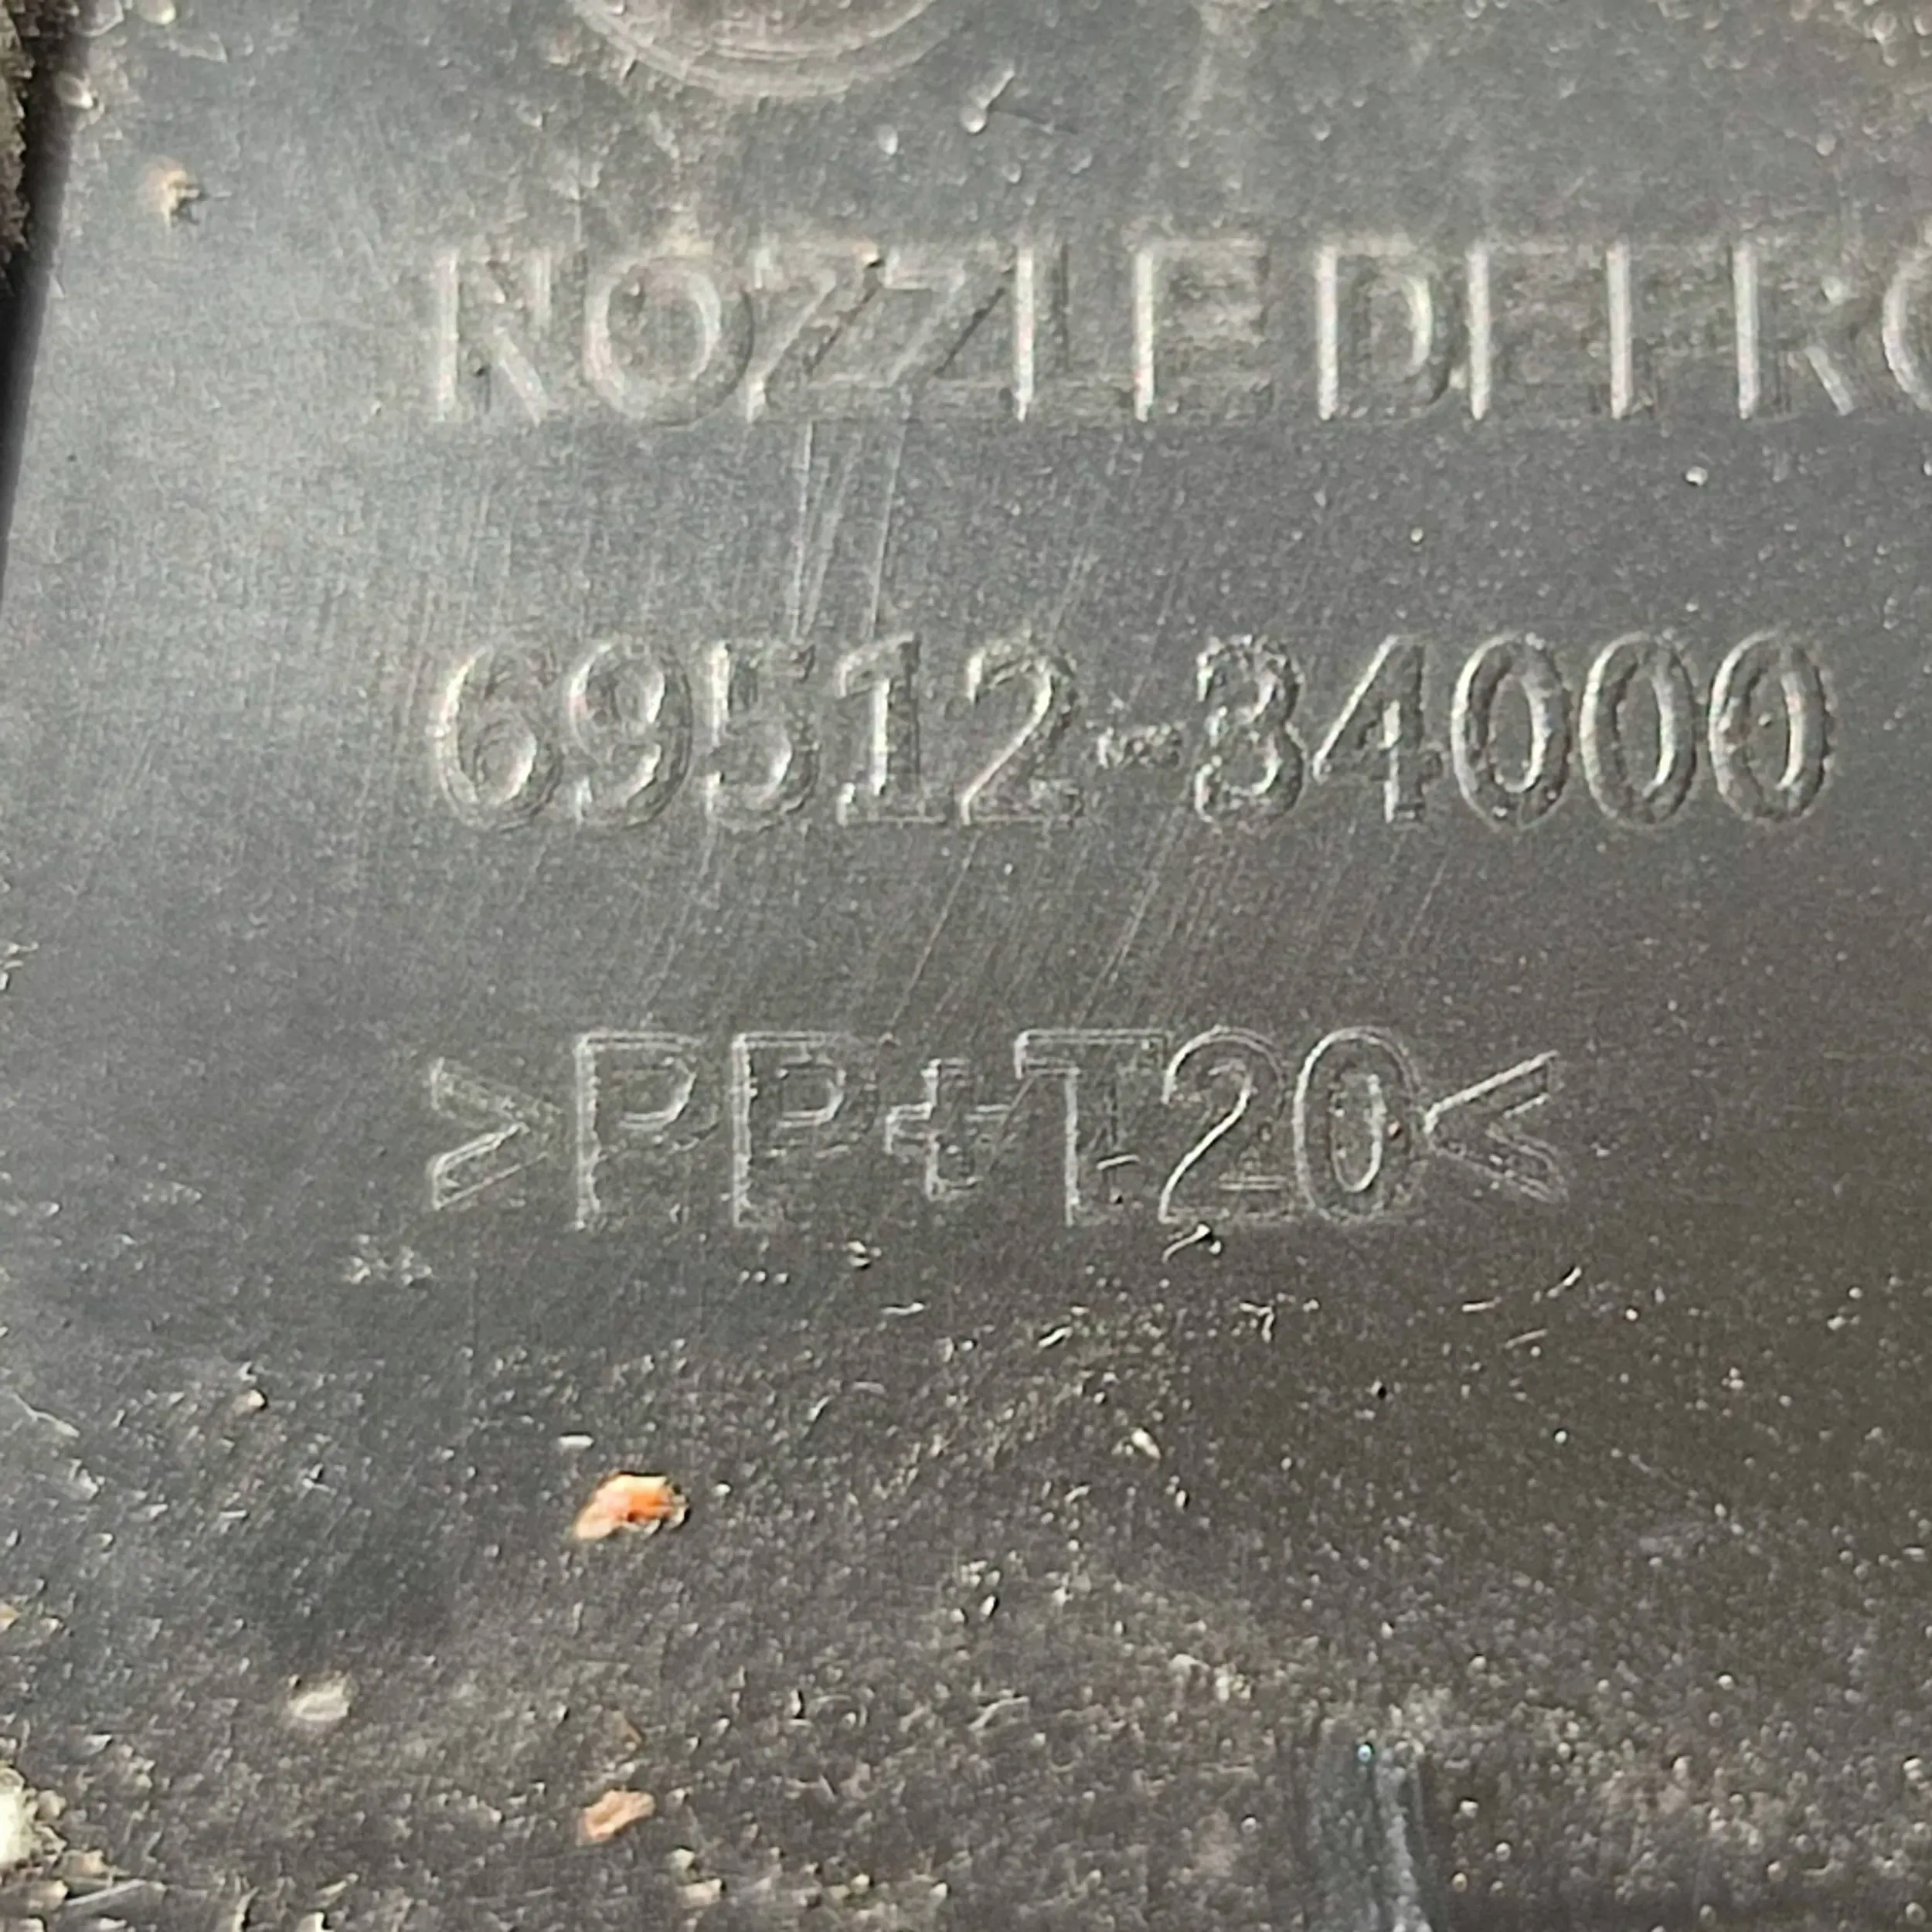 NOZZLE DEFRO
69512-34000
>PP+T20<